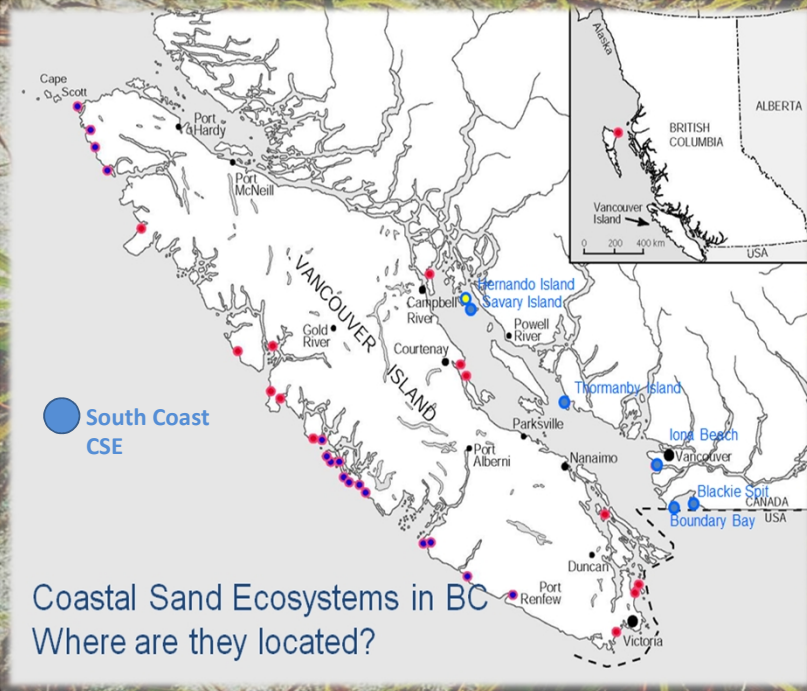 Cape
Scott
Port
Hardy
Port
McNeill
Alaska
ALBERTA
BRITISH
COLUMBIA
Vancouver
Island
0 200 400 km
USA
VANCOUVER
ISLAND
Hernando Island
Savary Island
Campbell
River
Powell
River
Gold
River
Courtenay
Thormanby Island
South Coast
CSE
Parksville
Iona Beach
Vancouver
Port
Alberni
Nanaimo
Blackie Spit
CANADA
USA
Boundary Bay
Duncan
Port
Renfew
Victoria
Coastal Sand Ecosystems in BC
Where are they located?